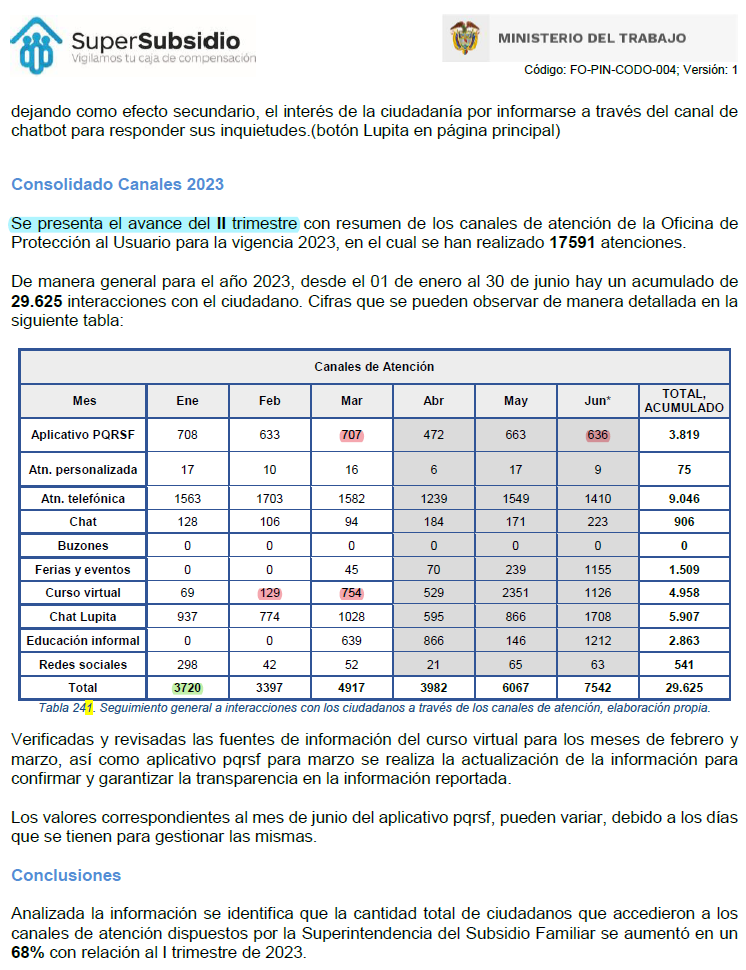 SuperSubsidio
Vigilamos tu caja de compensación
MINISTERIO DEL TRABAJO
Código: FO-PIN-CODO-004; Versión: 1
dejando como efecto secundario, el interés de la ciudadanía por informarse a través del canal de
chatbot para responder sus inquietudes.(botón Lupita en página principal)
Consolidado Canales 2023
Se presenta el avance del II trimestre con resumen de los canales de atención de la Oficina de
Protección al Usuario para la vigencia 2023, en el cual se han realizado 17591 atenciones.
De manera general para el año 2023, desde el 01 de enero al 30 de junio hay un acumulado de
29.625 interacciones con el ciudadano. Cifras que se pueden observar de manera detallada en la
siguiente tabla:
Canales de Atención
Mes Ene Feb Mar Abr May Jun* TOTAL, ACUMULADO
Aplicativo PQRSF 708 633 707 472 663 636 3.819
Atn. personalizada 17 10 16 6 17 9 75
Atn. telefónica 1563 1703 1582 1239 1549 1410 9.046
Chat 128 106 94 184 171 223 906
Buzones 0 0 0 0 0 0 0
Ferias y eventos 0 0 45 70 239 1155 1.509
Curso virtual 69 129 754 529 2351 1126 4.958
Chat Lupita 937 774 1028 595 866 1708 5.907
Educación informal 0 0 639 866 146 1212 2.863
Redes sociales 298 42 52 21 65 63 541
Total 3720 3397 4917 3982 6067 7542 29.625
Tabla 241. Seguimiento general a interacciones con los ciudadanos a través de los canales de atención, elaboración propia.
Verificadas y revisadas las fuentes de información del curso virtual para los meses de febrero y
marzo, así como aplicativo pqrsf para marzo se realiza la actualización de la información para
confirmar y garantizar la transparencia en la información reportada.
Los valores correspondientes al mes de junio del aplicativo pqrsf, pueden variar, debido a los días
que se tienen para gestionar las mismas.
Conclusiones
Analizada la información se identifica que la cantidad total de ciudadanos que accedieron a los
canales de atención dispuestos por la Superintendencia del Subsidio Familiar se aumentó en un
68% con relación al I trimestre de 2023.